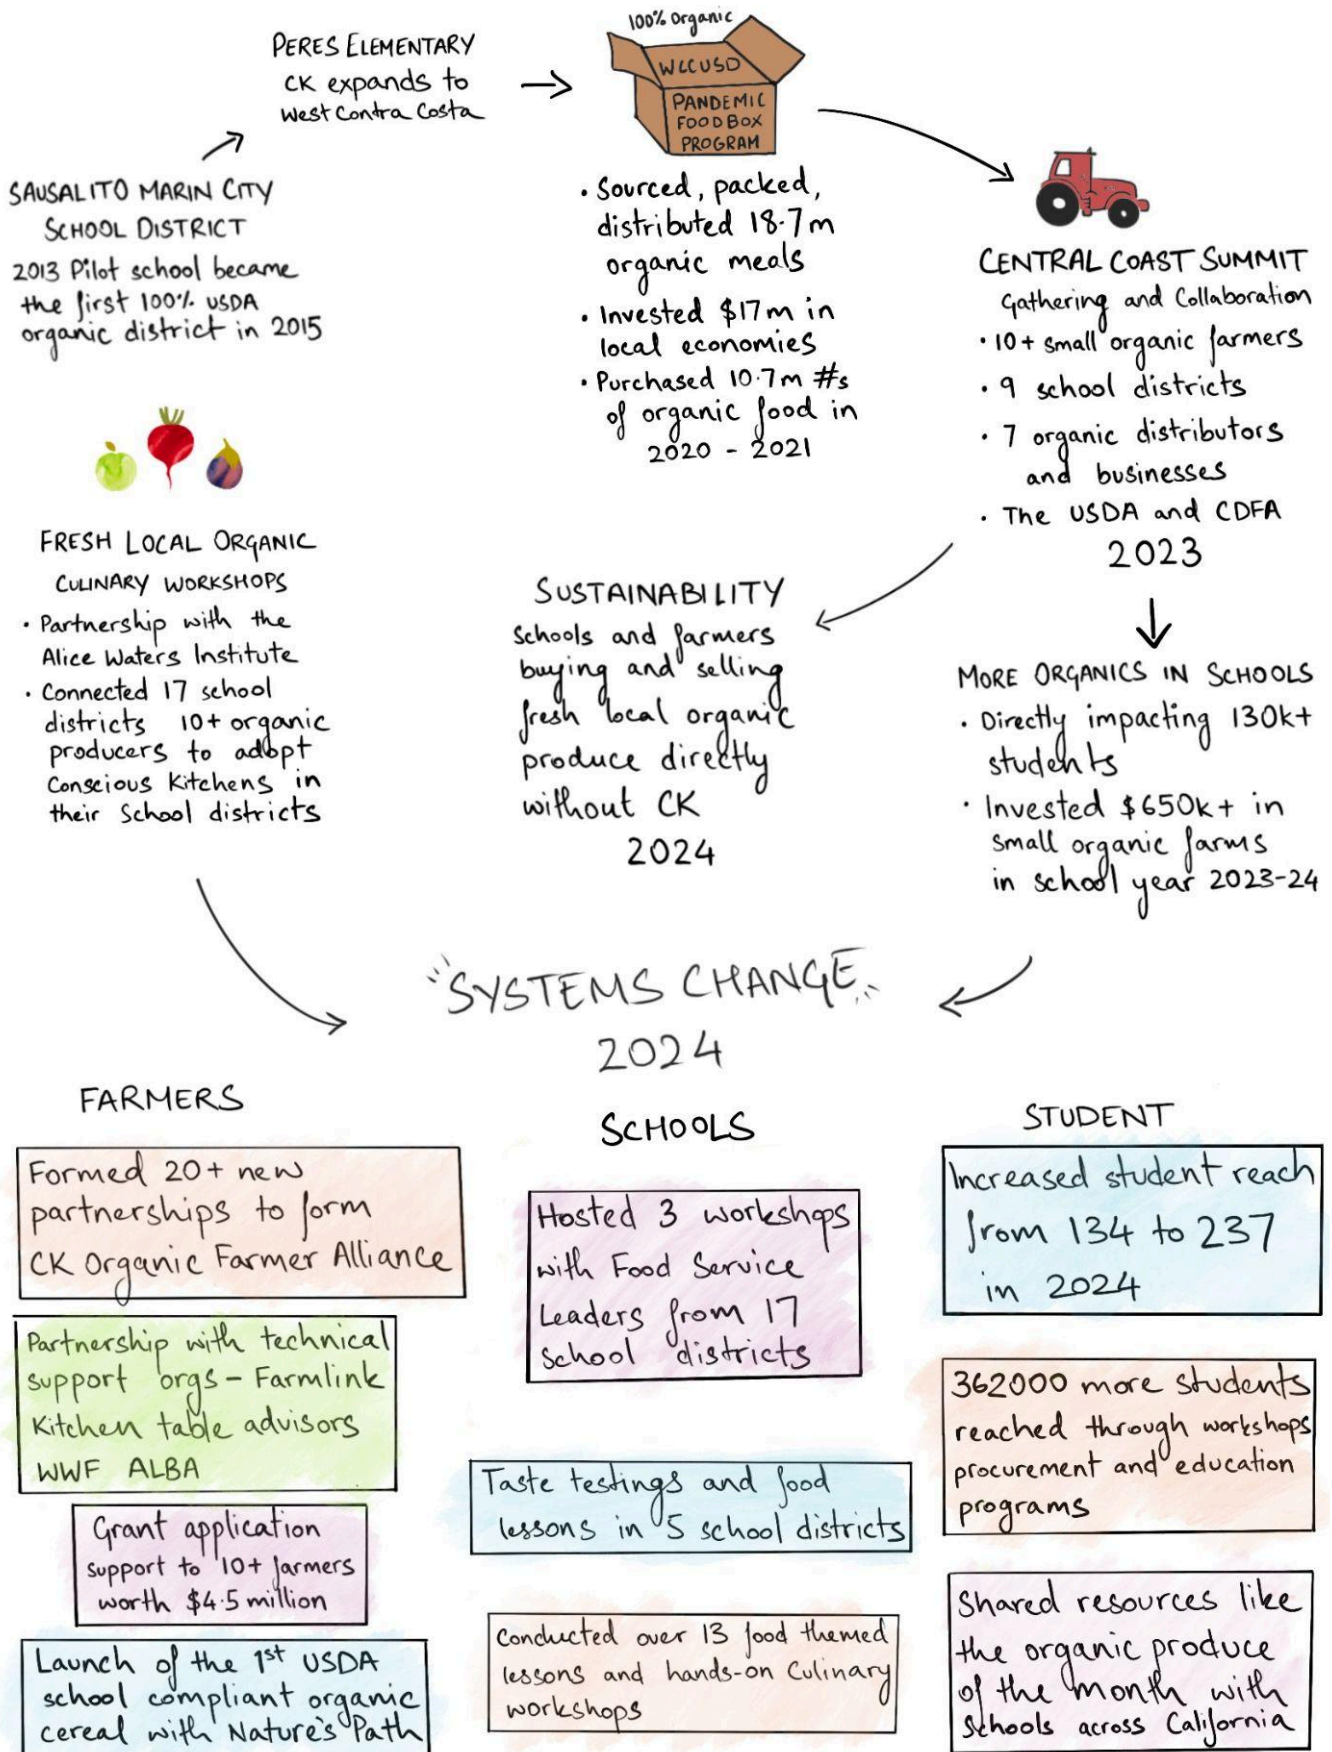 SAUSALITO MARIN CITY
SCHOOL DISTRICT
2013 Pilot school became
the first 100% USDA
organic district in 2015
PERES ELEMENTARY
CK expands to
West Contra Costa
100% Organic
WCCUSD
PANDEMIC
FOOD BOX
PROGRAM
• Sourced, packed,
distributed 18.7m
organic meals
• Invested $17m in
local economies
• Purchased 10.7m #s
of organic food in
2020 - 2021
CENTRAL COAST SUMMIT
Gathering and Collaboration
• 10+ small organic farmers
• 9 school districts
• 7 organic distributors
and businesses
• The USDA and CDFA
2023
SUSTAINABILITY
Schools and farmers
buying and selling
fresh local organic
produce directly
without CK
2024
MORE ORGANICS IN SCHOOLS
• Directly impacting 130k+
students
• Invested $650k+ in
small organic farms
in school year 2023-24
FRESH LOCAL ORGANIC
CULINARY WORKSHOPS
• Partnership with the
Alice Waters Institute
• Connected 17 school
districts 10+ organic
producers to adopt
Conscious Kitchens in
their School districts
SYSTEMS CHANGE
2024
FARMERS
Formed 20+ new
partnerships to form
CK Organic Farmer Alliance
Partnership with technical
support orgs - Farmlink
Kitchen table advisors
WWF ALBA
Grant application
support to 10+ farmers
worth $4.5 million
Launch of the 1st USDA
school compliant organic
cereal with Nature's Path
SCHOOLS
Hosted 3 workshops
with Food Service
Leaders from 17
School districts
Taste testings and food
lessons in 5 school districts
Conducted over 13 food themed
lessons and hands-on Culinary
workshops
STUDENT
Increased student reach
from 134 to 237
in 2024
362000 more students
reached through workshops
procurement and education
programs
Shared resources like
the organic produce
of the month with
Schools across California